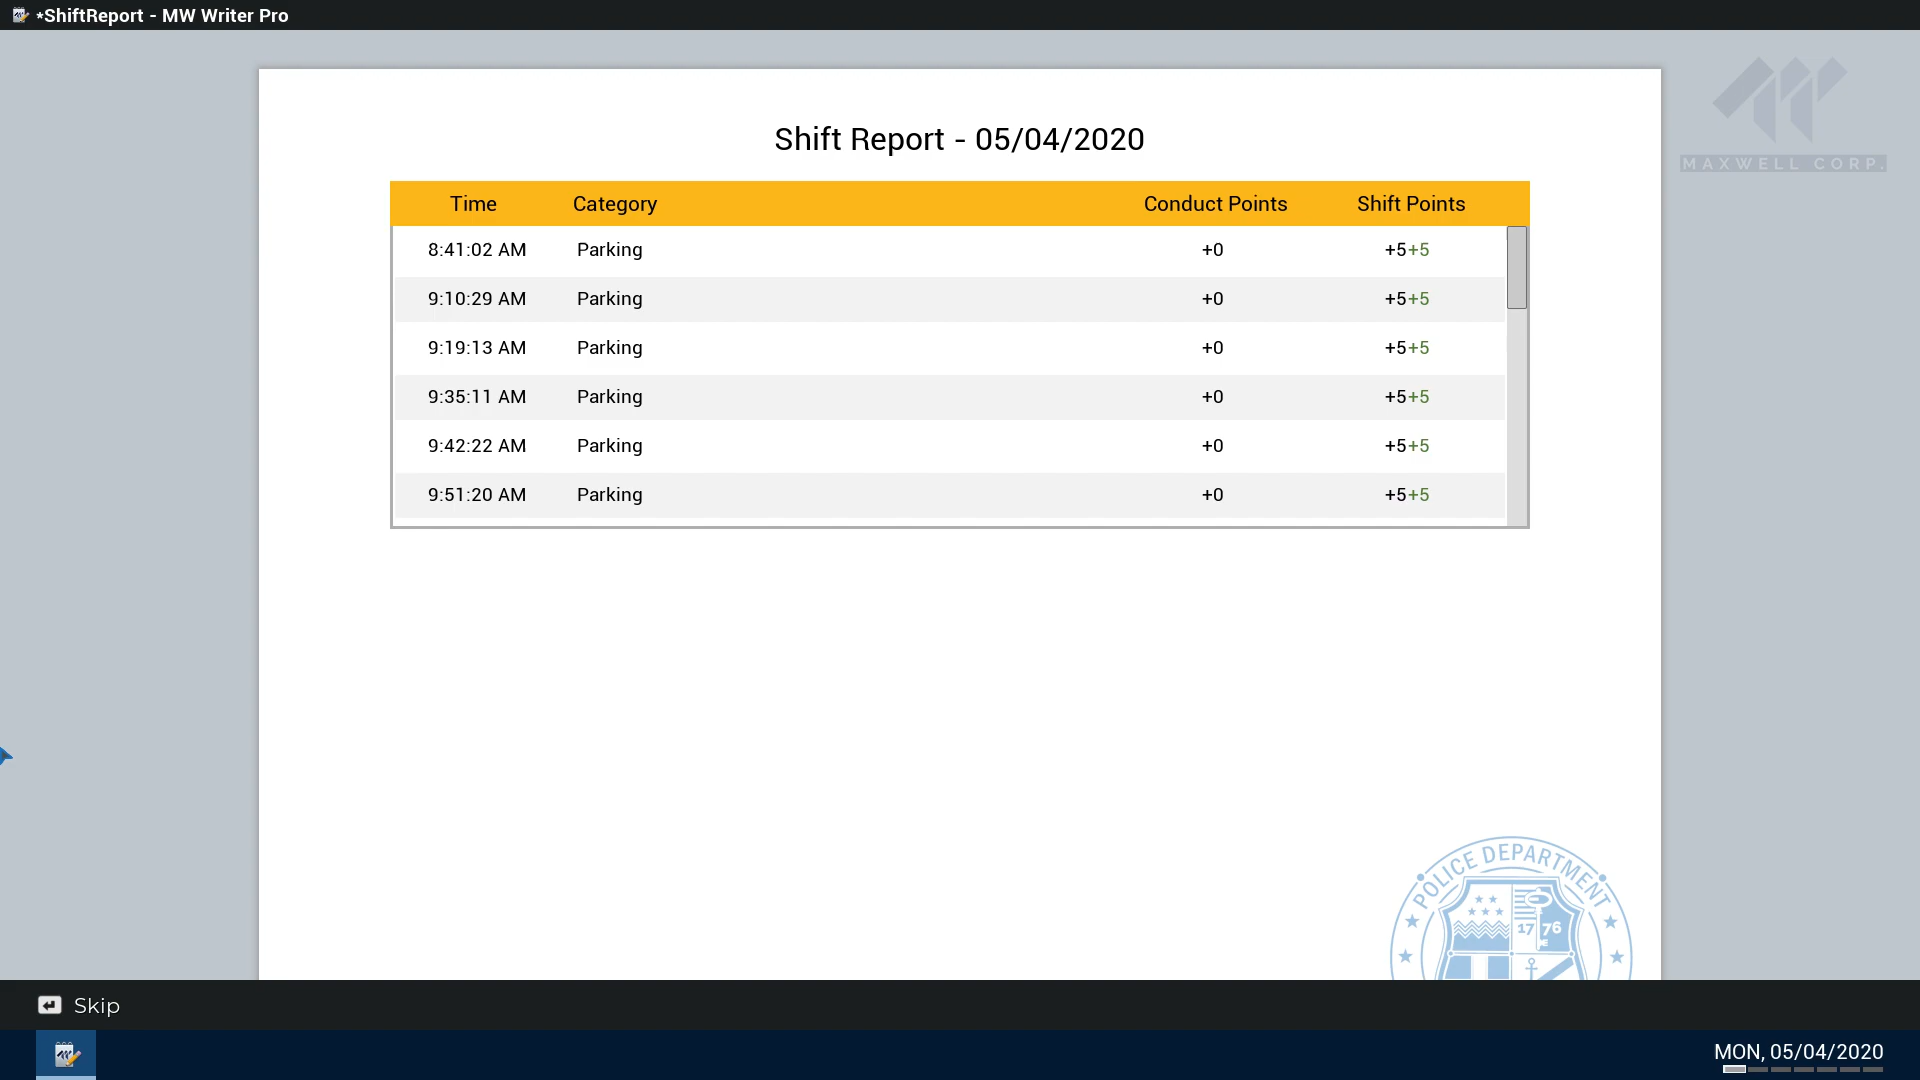 *ShiftReport - MW Writer Pro
MAXWELL CORP.
Shift Report - 05/04/2020
Time Category Conduct Points Shift Points
8:41:02 AM Parking +0 +5+5
9:10:29 AM Parking +0 +5+5
9:19:13 AM Parking +0 +5+5
9:35:11 AM Parking +0 +5+5
9:42:22 AM Parking +0 +5+5
9:51:20 AM Parking +0 +5+5
POLICE DEPARTMENT
17 76
Skip
MON, 05/04/2020